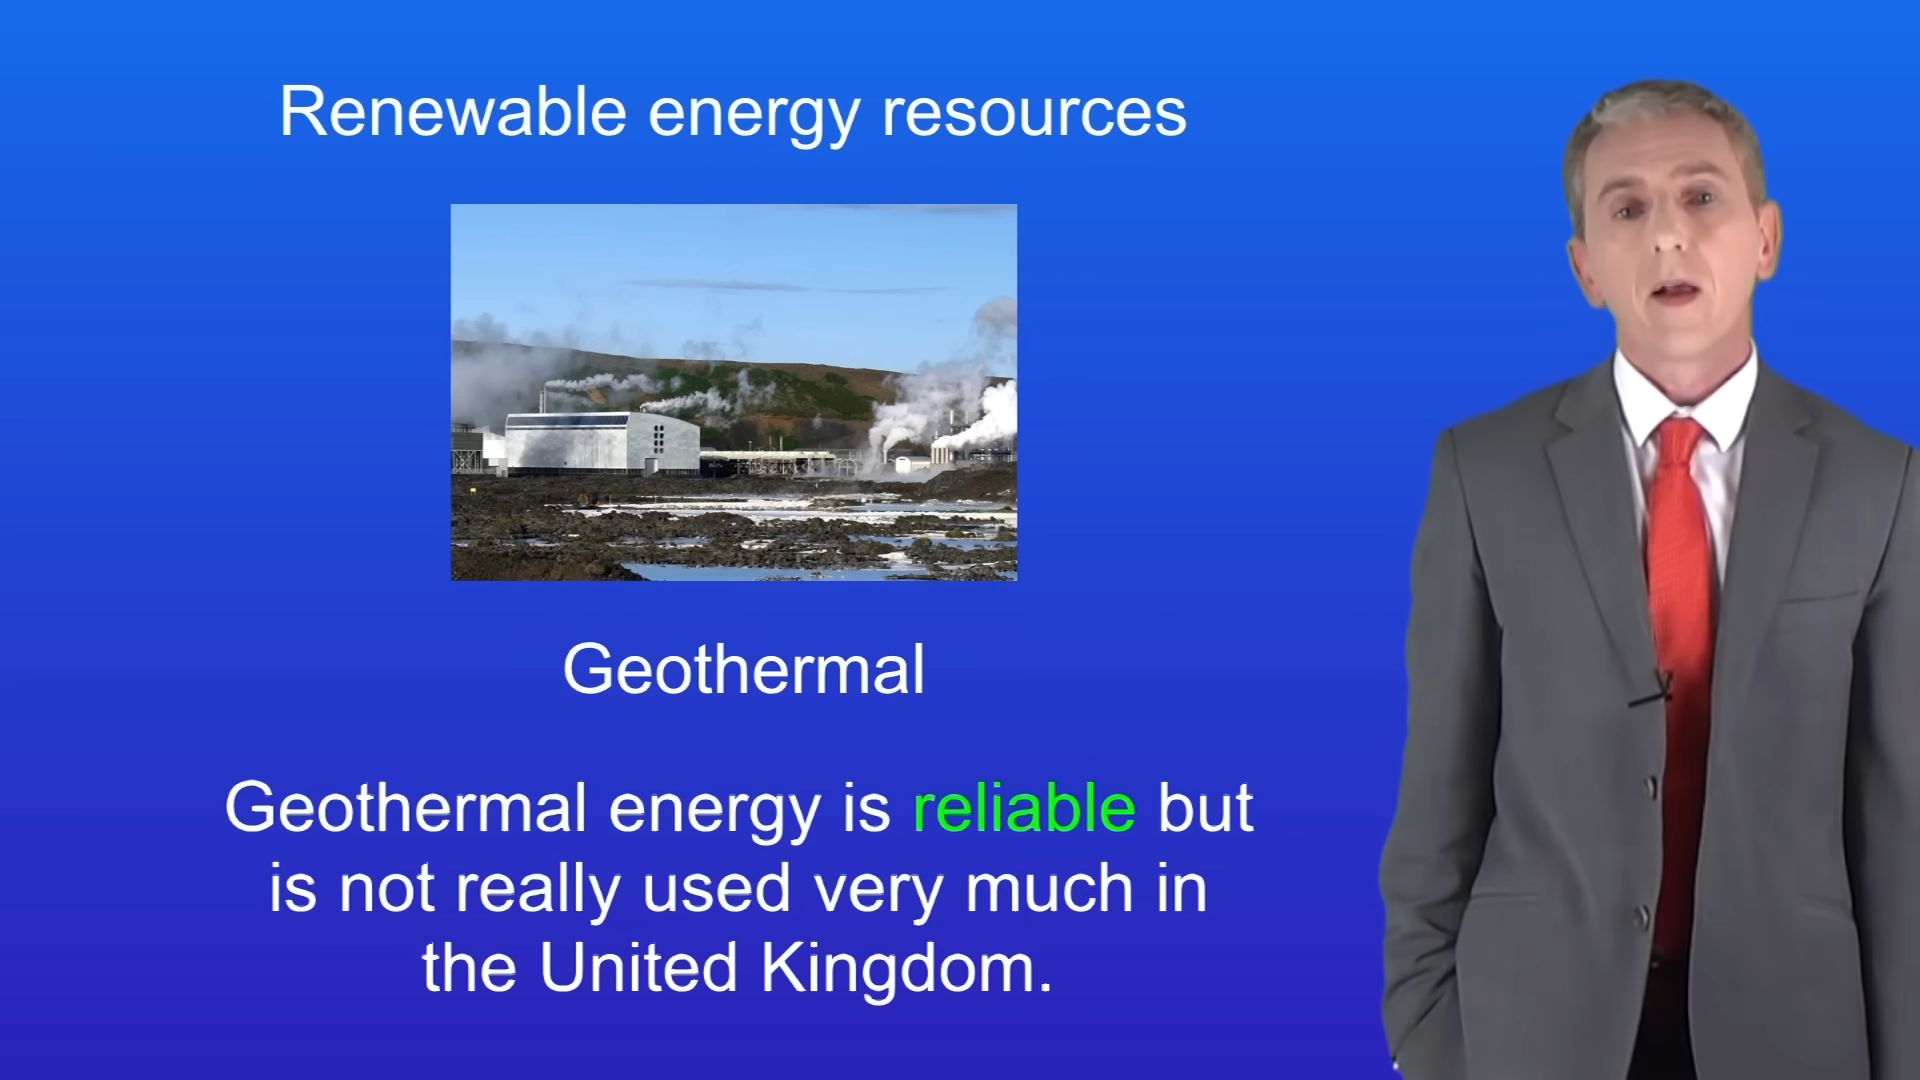 Renewable energy resources
Geothermal
Geothermal energy is reliable but
is not really used very much in
the United Kingdom.